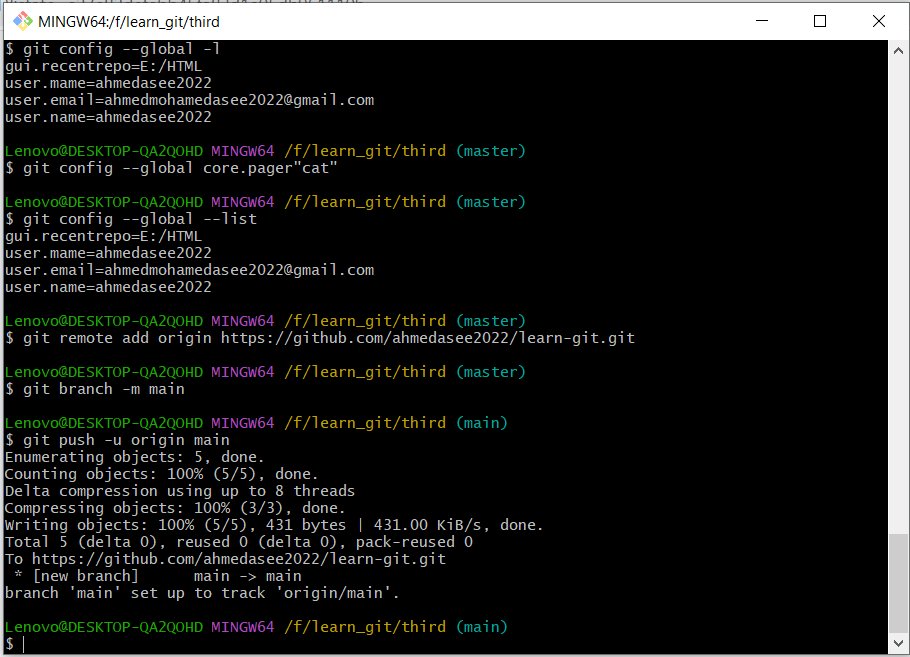 MINGW64:/f/learn_git/third
$ git config --global -l
gui.recentrepo=E:/HTML
user.mame=ahmedasee2022
user.email=ahmedmohamedasee2022@gmail.com
user.name=ahmedasee2022
Lenovo@DESKTOP-QA2QOHD MINGW64 /f/learn_git/third (master)
$ git config --global core.pager"cat"
Lenovo@DESKTOP-QA2QOHD MINGW64 /f/learn_git/third (master)
$ git config --global --list
gui.recentrepo=E:/HTML
user.mame=ahmedasee2022
user.email=ahmedmohamedasee2022@gmail.com
user.name=ahmedasee2022
Lenovo@DESKTOP-QA2QOHD MINGW64 /f/learn_git/third (master)
$ git remote add origin https://github.com/ahmedasee2022/learn-git.git
Lenovo@DESKTOP-QA2QOHD MINGW64 /f/learn_git/third (master)
$ git branch -m main
Lenovo@DESKTOP-QA2QOHD MINGW64 /f/learn_git/third (main)
$ git push -u origin main
Enumerating objects: 5, done.
Counting objects: 100% (5/5), done.
Delta compression using up to 8 threads
Compressing objects: 100% (3/3), done.
Writing objects: 100% (5/5), 431 bytes | 431.00 KiB/s, done.
Total 5 (delta 0), reused 0 (delta 0), pack-reused 0
To https://github.com/ahmedasee2022/learn-git.git
 * [new branch]      main -> main
branch 'main' set up to track 'origin/main'.
Lenovo@DESKTOP-QA2QOHD MINGW64 /f/learn_git/third (main)
$